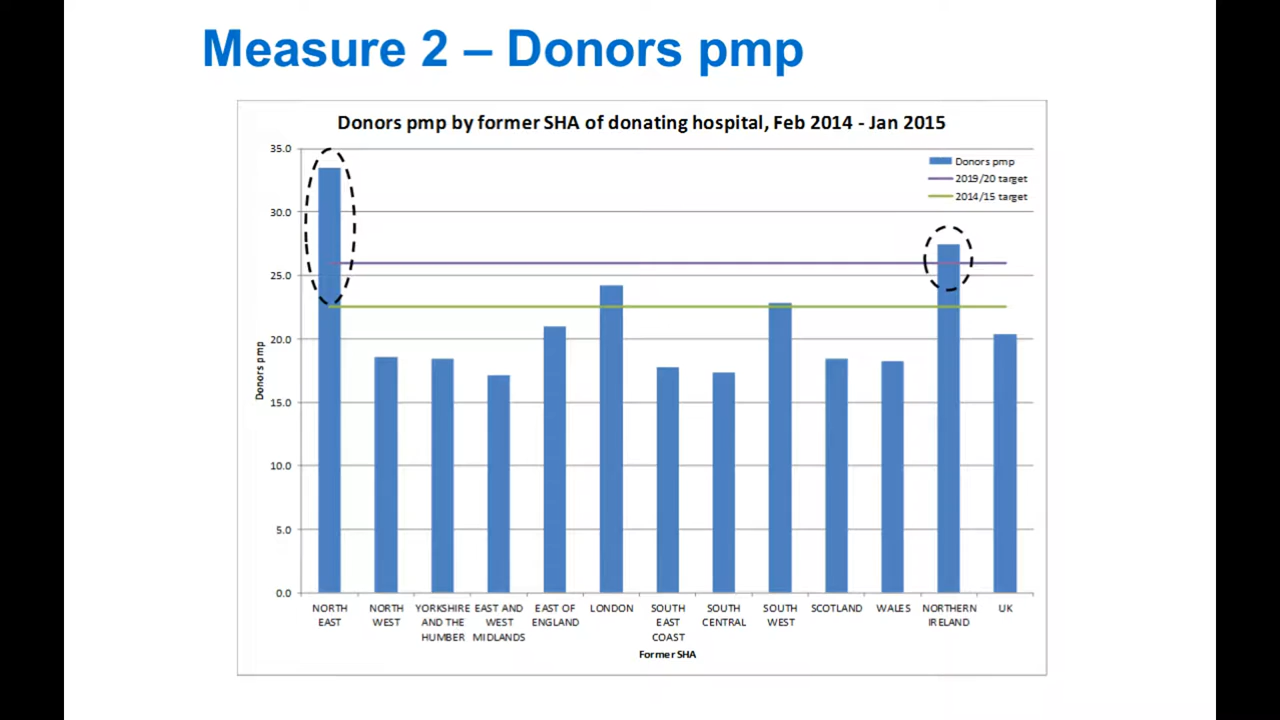 Measure 2 – Donors pmp
Donors pmp by former SHA of donating hospital, Feb 2014 - Jan 2015
35.0
30.0
25.0
20.0
15.0
10.0
5.0
0.0
Donors pmp
Donors pmp
2019/20 target
2014/15 target
NORTH
EAST
NORTH
WEST
YORKSHIRE
AND THE
HUMBER
EAST AND
WEST
MIDLANDS
EAST OF
ENGLAND
LONDON
SOUTH
EAST
COAST
SOUTH
CENTRAL
SOUTH
WEST
SCOTLAND
WALES
NORTHERN
IRELAND
UK
Former SHA